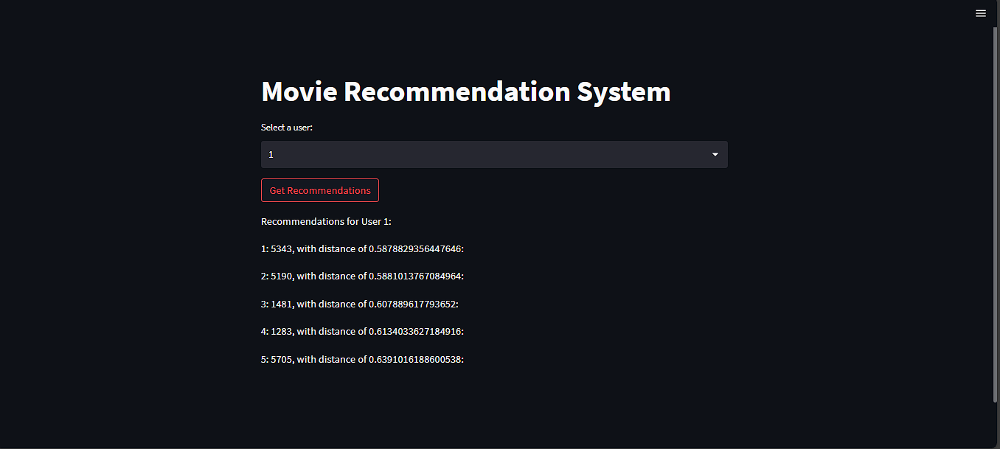 Movie Recommendation System
Select a user:
1
Get Recommendations
Recommendations for User 1:
1: 5343, with distance of 0.5878829356447646:
2: 5190, with distance of 0.5881013767084964:
3: 1481, with distance of 0.607889617793652:
4: 1283, with distance of 0.6134033627184916:
5: 5705, with distance of 0.6391016188600538: